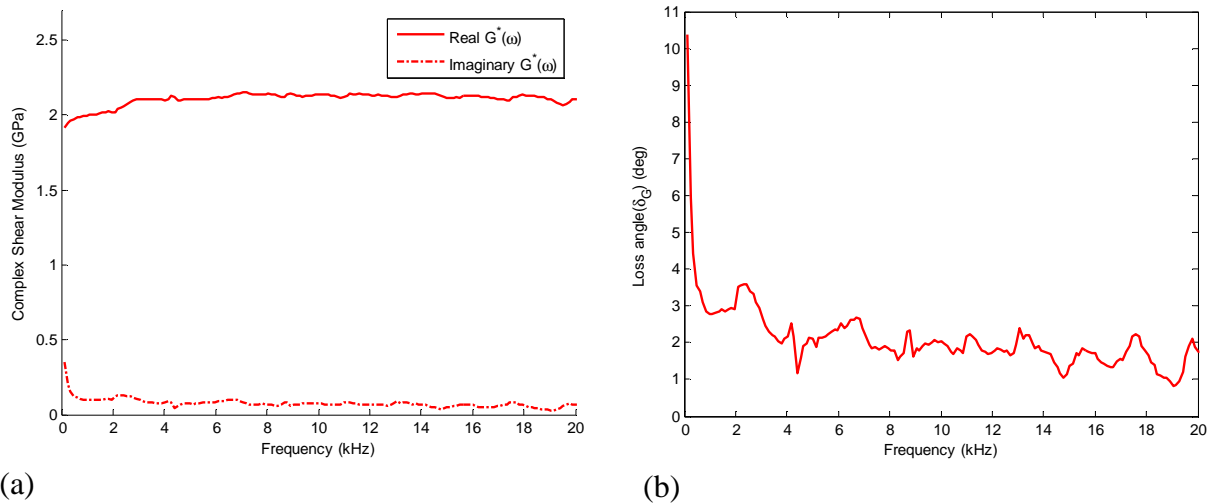 Complex Shear Modulus (GPa)
2.5
2
1.5
1
0.5
0
0 2 4 6 8 10 12 14 16 18 20
Frequency (kHz)
Real G*(ω)
Imaginary G*(ω)
(a)
Loss angle(δ_G) (deg)
11
10
9
8
7
6
5
4
3
2
1
0
0 2 4 6 8 10 12 14 16 18 20
Frequency (kHz)
(b)